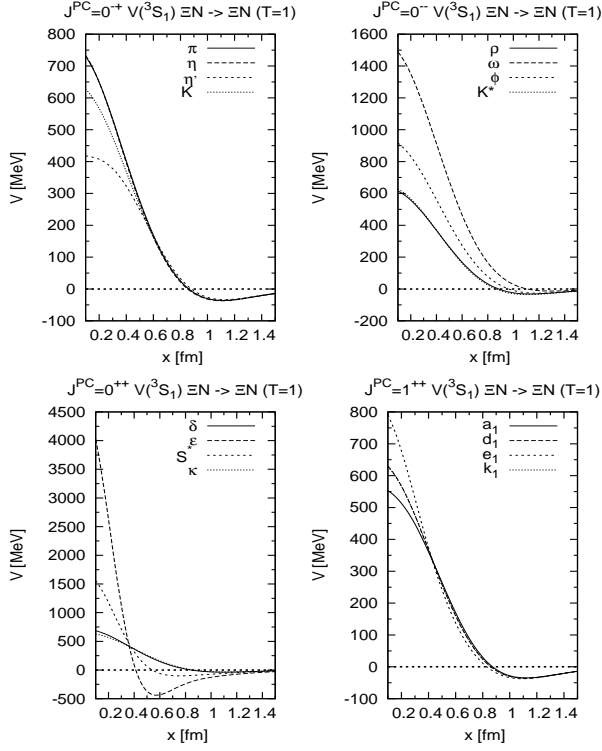 J^PC=0^-+ V(^3S_1) ΞN -> ΞN (T=1)
π
η
η'
K
V [MeV]
800
700
600
500
400
300
200
100
0
-100
0.2 0.4 0.6 0.8 1 1.2 1.4
x [fm]
J^PC=0^-- V(^3S_1) ΞN -> ΞN (T=1)
ρ
ω
ϕ
K*
V [MeV]
1600
1400
1200
1000
800
600
400
200
0
-200
0.2 0.4 0.6 0.8 1 1.2 1.4
x [fm]
J^PC=0^++ V(^3S_1) ΞN -> ΞN (T=1)
δ
ε
S*
κ
V [MeV]
4500
4000
3500
3000
2500
2000
1500
1000
500
0
-500
0.2 0.4 0.6 0.8 1 1.2 1.4
x [fm]
J^PC=1^++ V(^3S_1) ΞN -> ΞN (T=1)
a_1
d_1
e_1
k_1
V [MeV]
800
700
600
500
400
300
200
100
0
-100
0.2 0.4 0.6 0.8 1 1.2 1.4
x [fm]